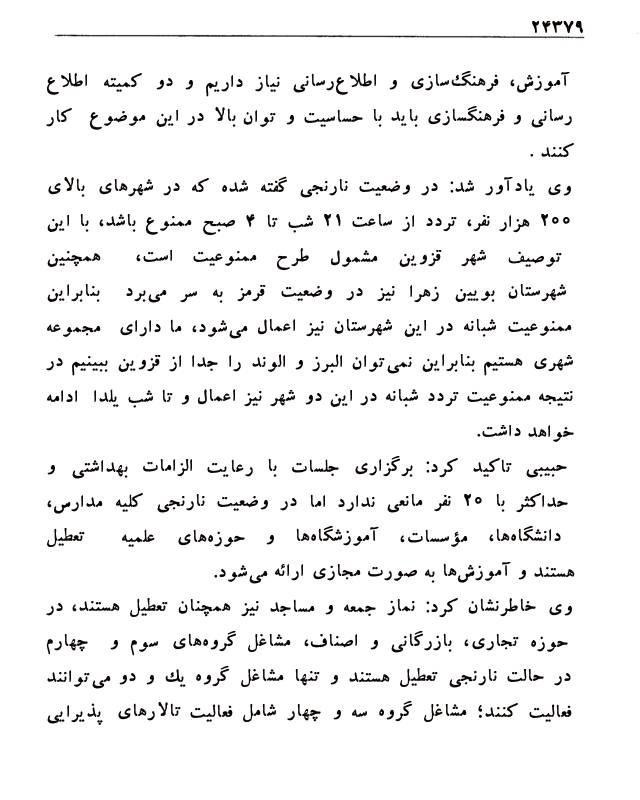 ۲۴۳۷۹
آموزش، فرهنگ‌سازی و اطلاع‌رسانی نیاز داریم و دو کمیته اطلاع
رسانی و فرهنگسازی باید با حساسیت و توان بالا در این موضوع کار
کنند .
وی یادآور شد: در وضعیت نارنجی گفته شده که در شهرهای بالای
۲۰۰ هزار نفر، تردد از ساعت ۲۱ شب تا ۴ صبح ممنوع باشد، با این
توصیف شهر قزوین مشمول طرح ممنوعیت است، همچنین
شهرستان بویین زهرا نیز در وضعیت قرمز به سر می‌برد بنابراین
ممنوعیت شبانه در این شهرستان نیز اعمال می‌شود، ما دارای مجموعه
شهری هستیم بنابراین نمی‌توان البرز و الوند را جدا از قزوین ببینیم در
نتیجه ممنوعیت تردد شبانه در این دو شهر نیز اعمال و تا شب یلدا ادامه
خواهد داشت.
حبیبی تاکید کرد: برگزاری جلسات با رعایت الزامات بهداشتی و
حداکثر با ۲۰ نفر مانعی ندارد اما در وضعیت نارنجی کلیه مدارس،
دانشگاه‌ها، مؤسسات، آموزشگاه‌ها و حوزه‌های علمیه تعطیل
هستند و آموزش‌ها به صورت مجازی ارائه می‌شود.
وی خاطرنشان کرد: نماز جمعه و مساجد نیز همچنان تعطیل هستند، در
حوزه تجاری، بازرگانی و اصناف، مشاغل گروه‌های سوم و چهارم
در حالت نارنجی تعطیل هستند و تنها مشاغل گروه یك و دو می‌توانند
فعالیت کنند؛ مشاغل گروه سه و چهار شامل فعالیت تالارهای پذیرایی